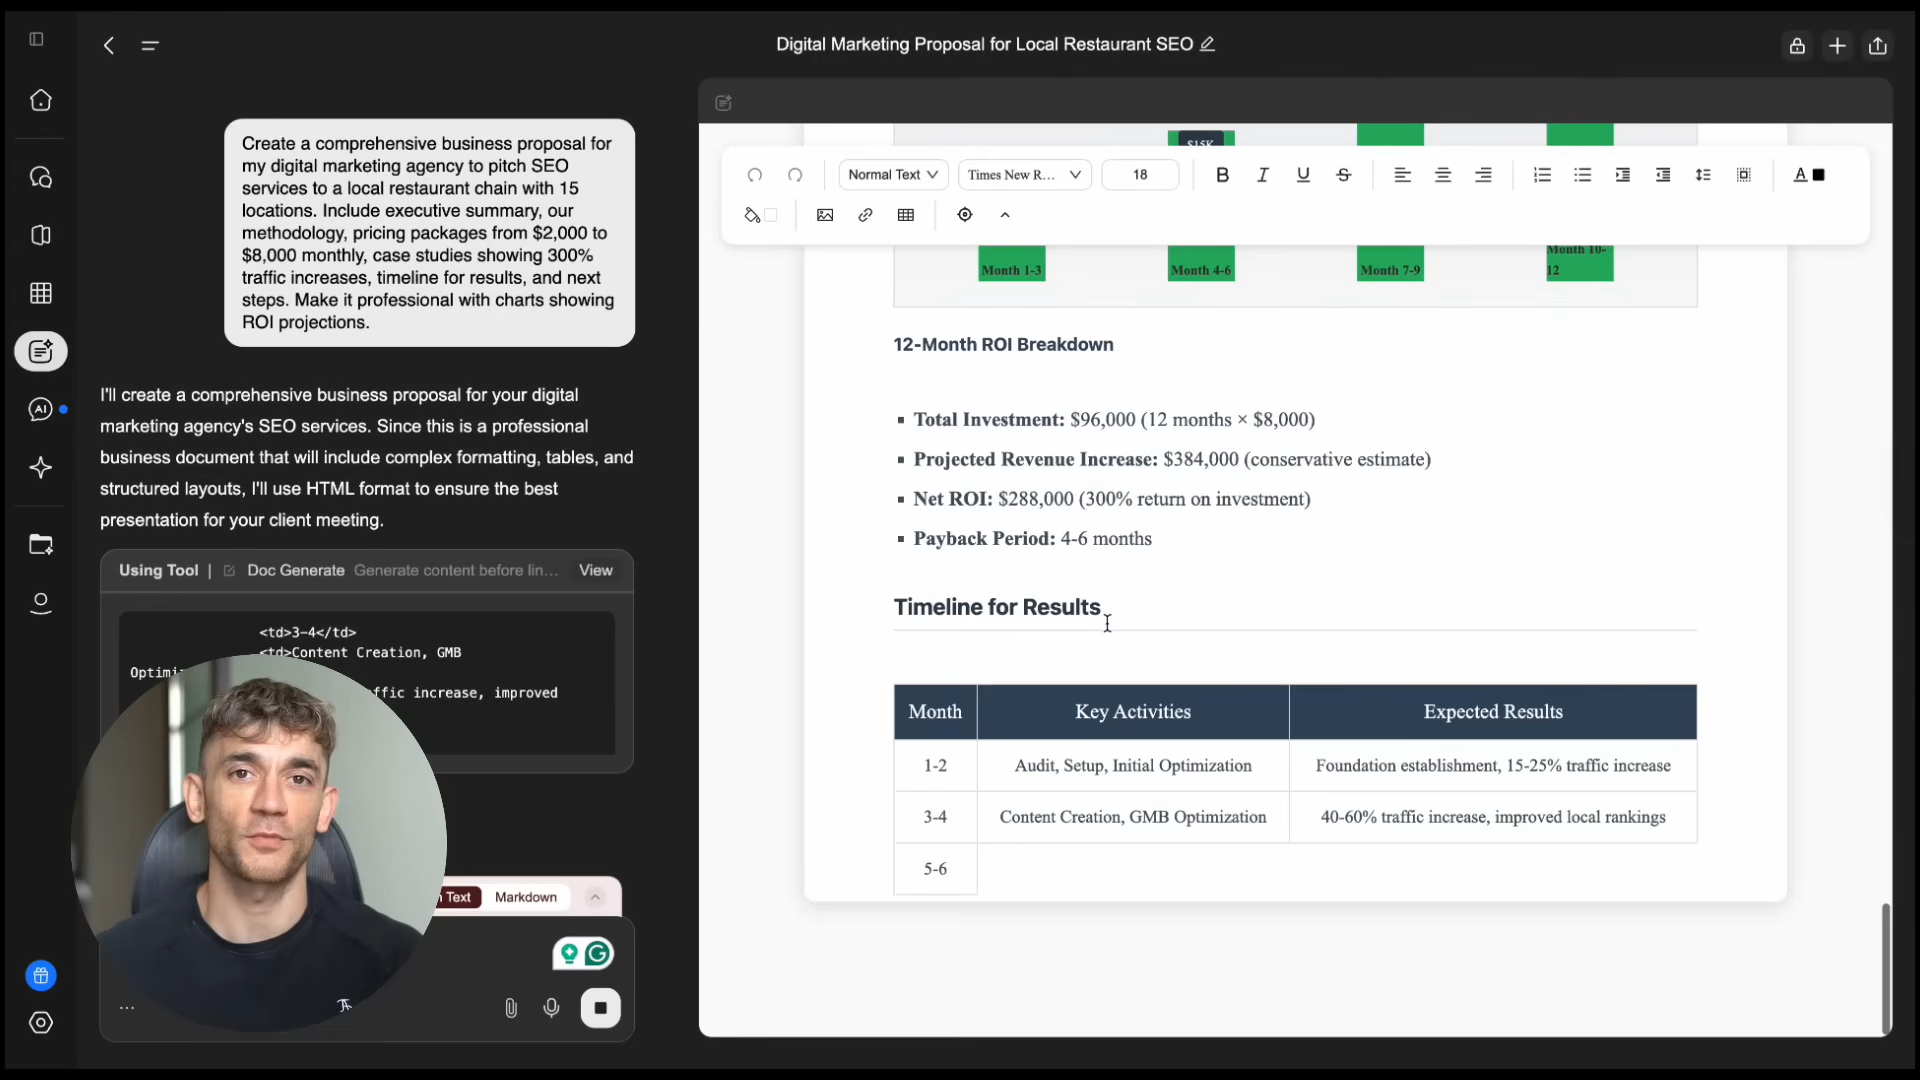 Digital Marketing Proposal for Local Restaurant SEO
Create a comprehensive business proposal for
my digital marketing agency to pitch SEO
services to a local restaurant chain with 15
locations. Include executive summary, our
methodology, pricing packages from $2,000 to
$8,000 monthly, case studies showing 300%
traffic increases, timeline for results, and next
steps. Make it professional with charts showing
ROI projections.
I'll create a comprehensive business proposal for your digital
marketing agency's SEO services. Since this is a professional
business document that will include complex formatting, tables, and
structured layouts, I'll use HTML format to ensure the best
presentation for your client meeting.
Using Tool | Doc Generate Generate content before lin... View
<td>3-4</td>
<td>Content Creation, GMB
Optimi
ffic increase, improved
Text Markdown
AI
$15K
Normal Text Times New R... 18 B I U S A
Month 1-3 Month 4-6 Month 7-9 Month 10-
12
12-Month ROI Breakdown
▪ Total Investment: $96,000 (12 months × $8,000)
▪ Projected Revenue Increase: $384,000 (conservative estimate)
▪ Net ROI: $288,000 (300% return on investment)
▪ Payback Period: 4-6 months
Timeline for Results
Month Key Activities Expected Results
1-2 Audit, Setup, Initial Optimization Foundation establishment, 15-25% traffic increase
3-4 Content Creation, GMB Optimization 40-60% traffic increase, improved local rankings
5-6